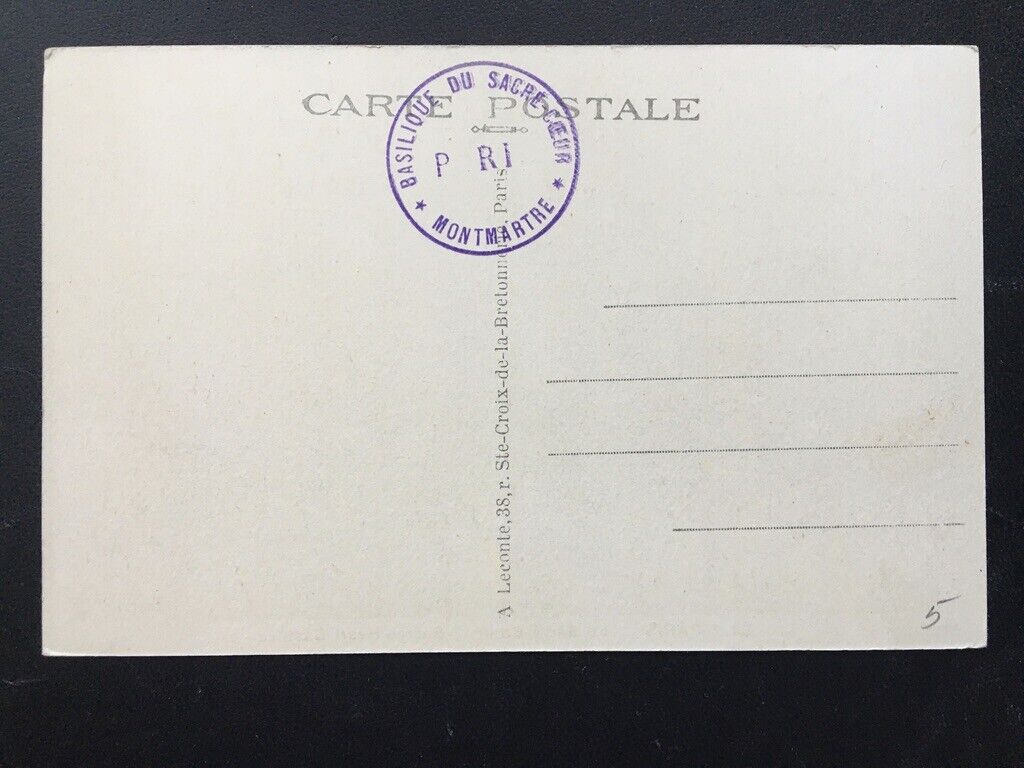 CARTE POSTALE
BASILIQUE DU SACRÉ-CŒUR
P RI
★ MONTMARTRE ★
A Leconte, 38, r. Ste-Croix-de-la-Bretonnerie, Paris
5